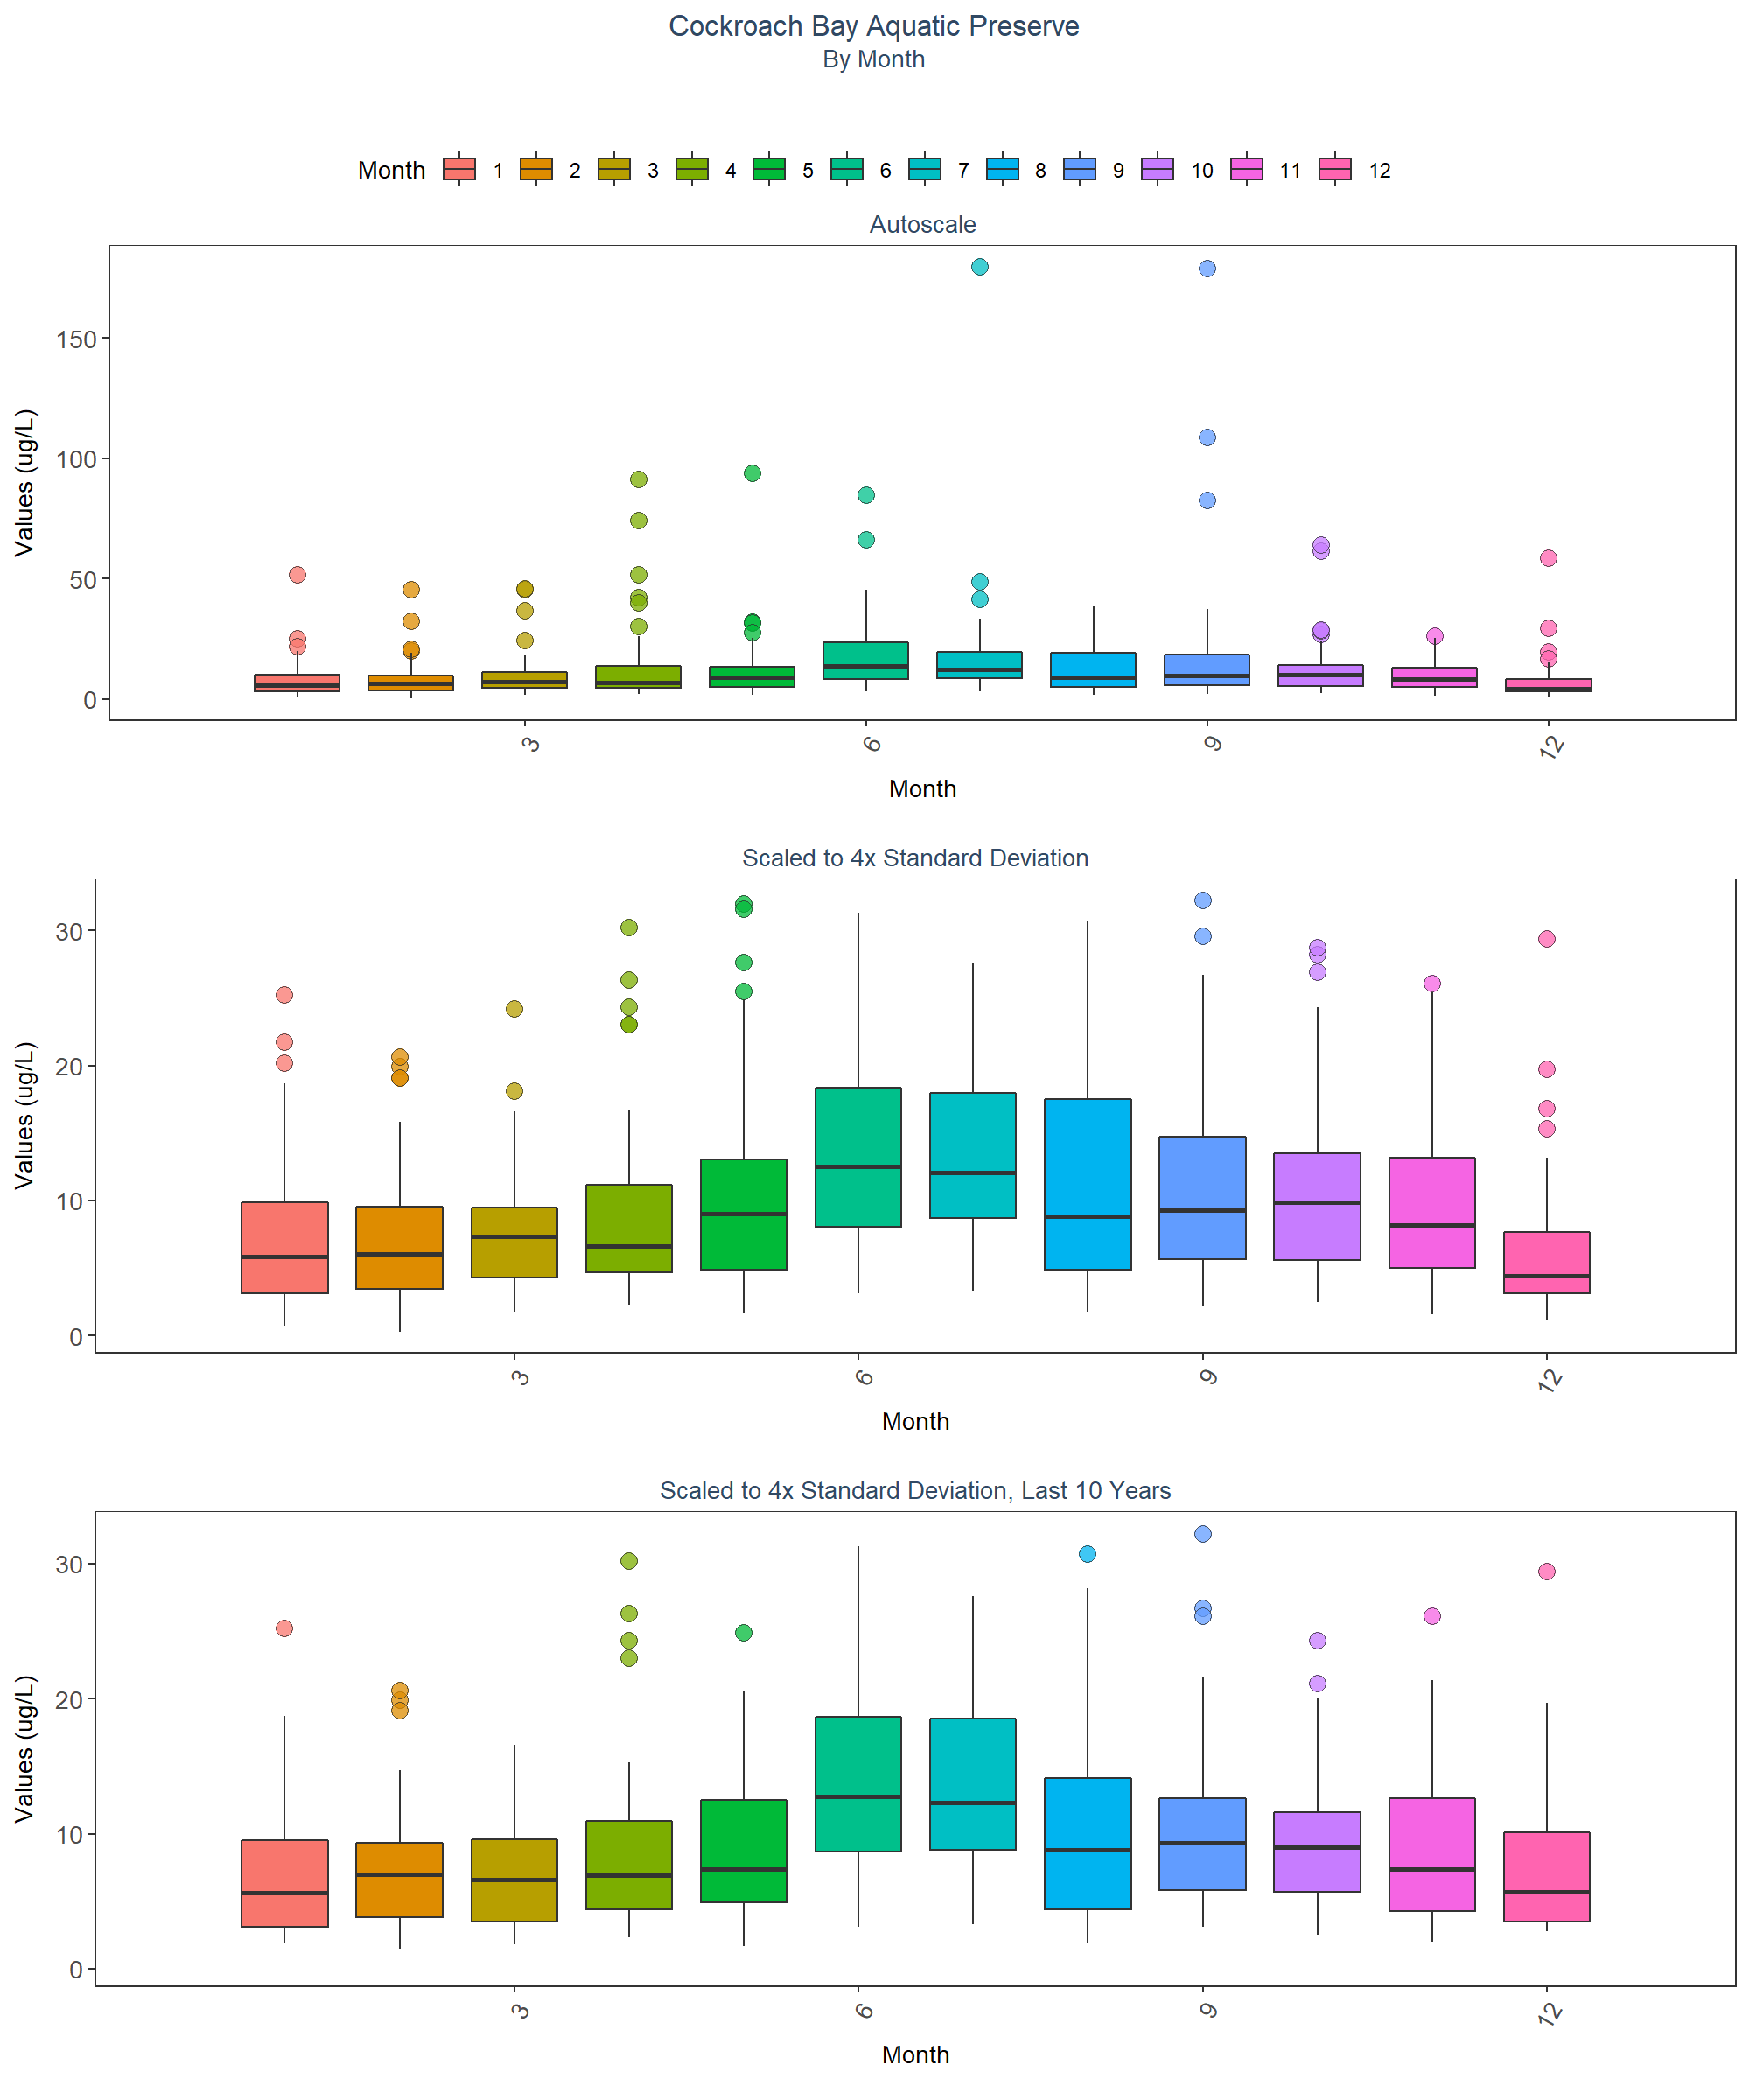 Cockroach Bay Aquatic Preserve
By Month
Month 1 2 3 4 5 6 7 8 9 10 11 12
Autoscale
Values (ug/L)
150
100
50
0
3 6 9 12
Month
Scaled to 4x Standard Deviation
Values (ug/L)
30
20
10
0
3 6 9 12
Month
Scaled to 4x Standard Deviation, Last 10 Years
Values (ug/L)
30
20
10
0
3 6 9 12
Month